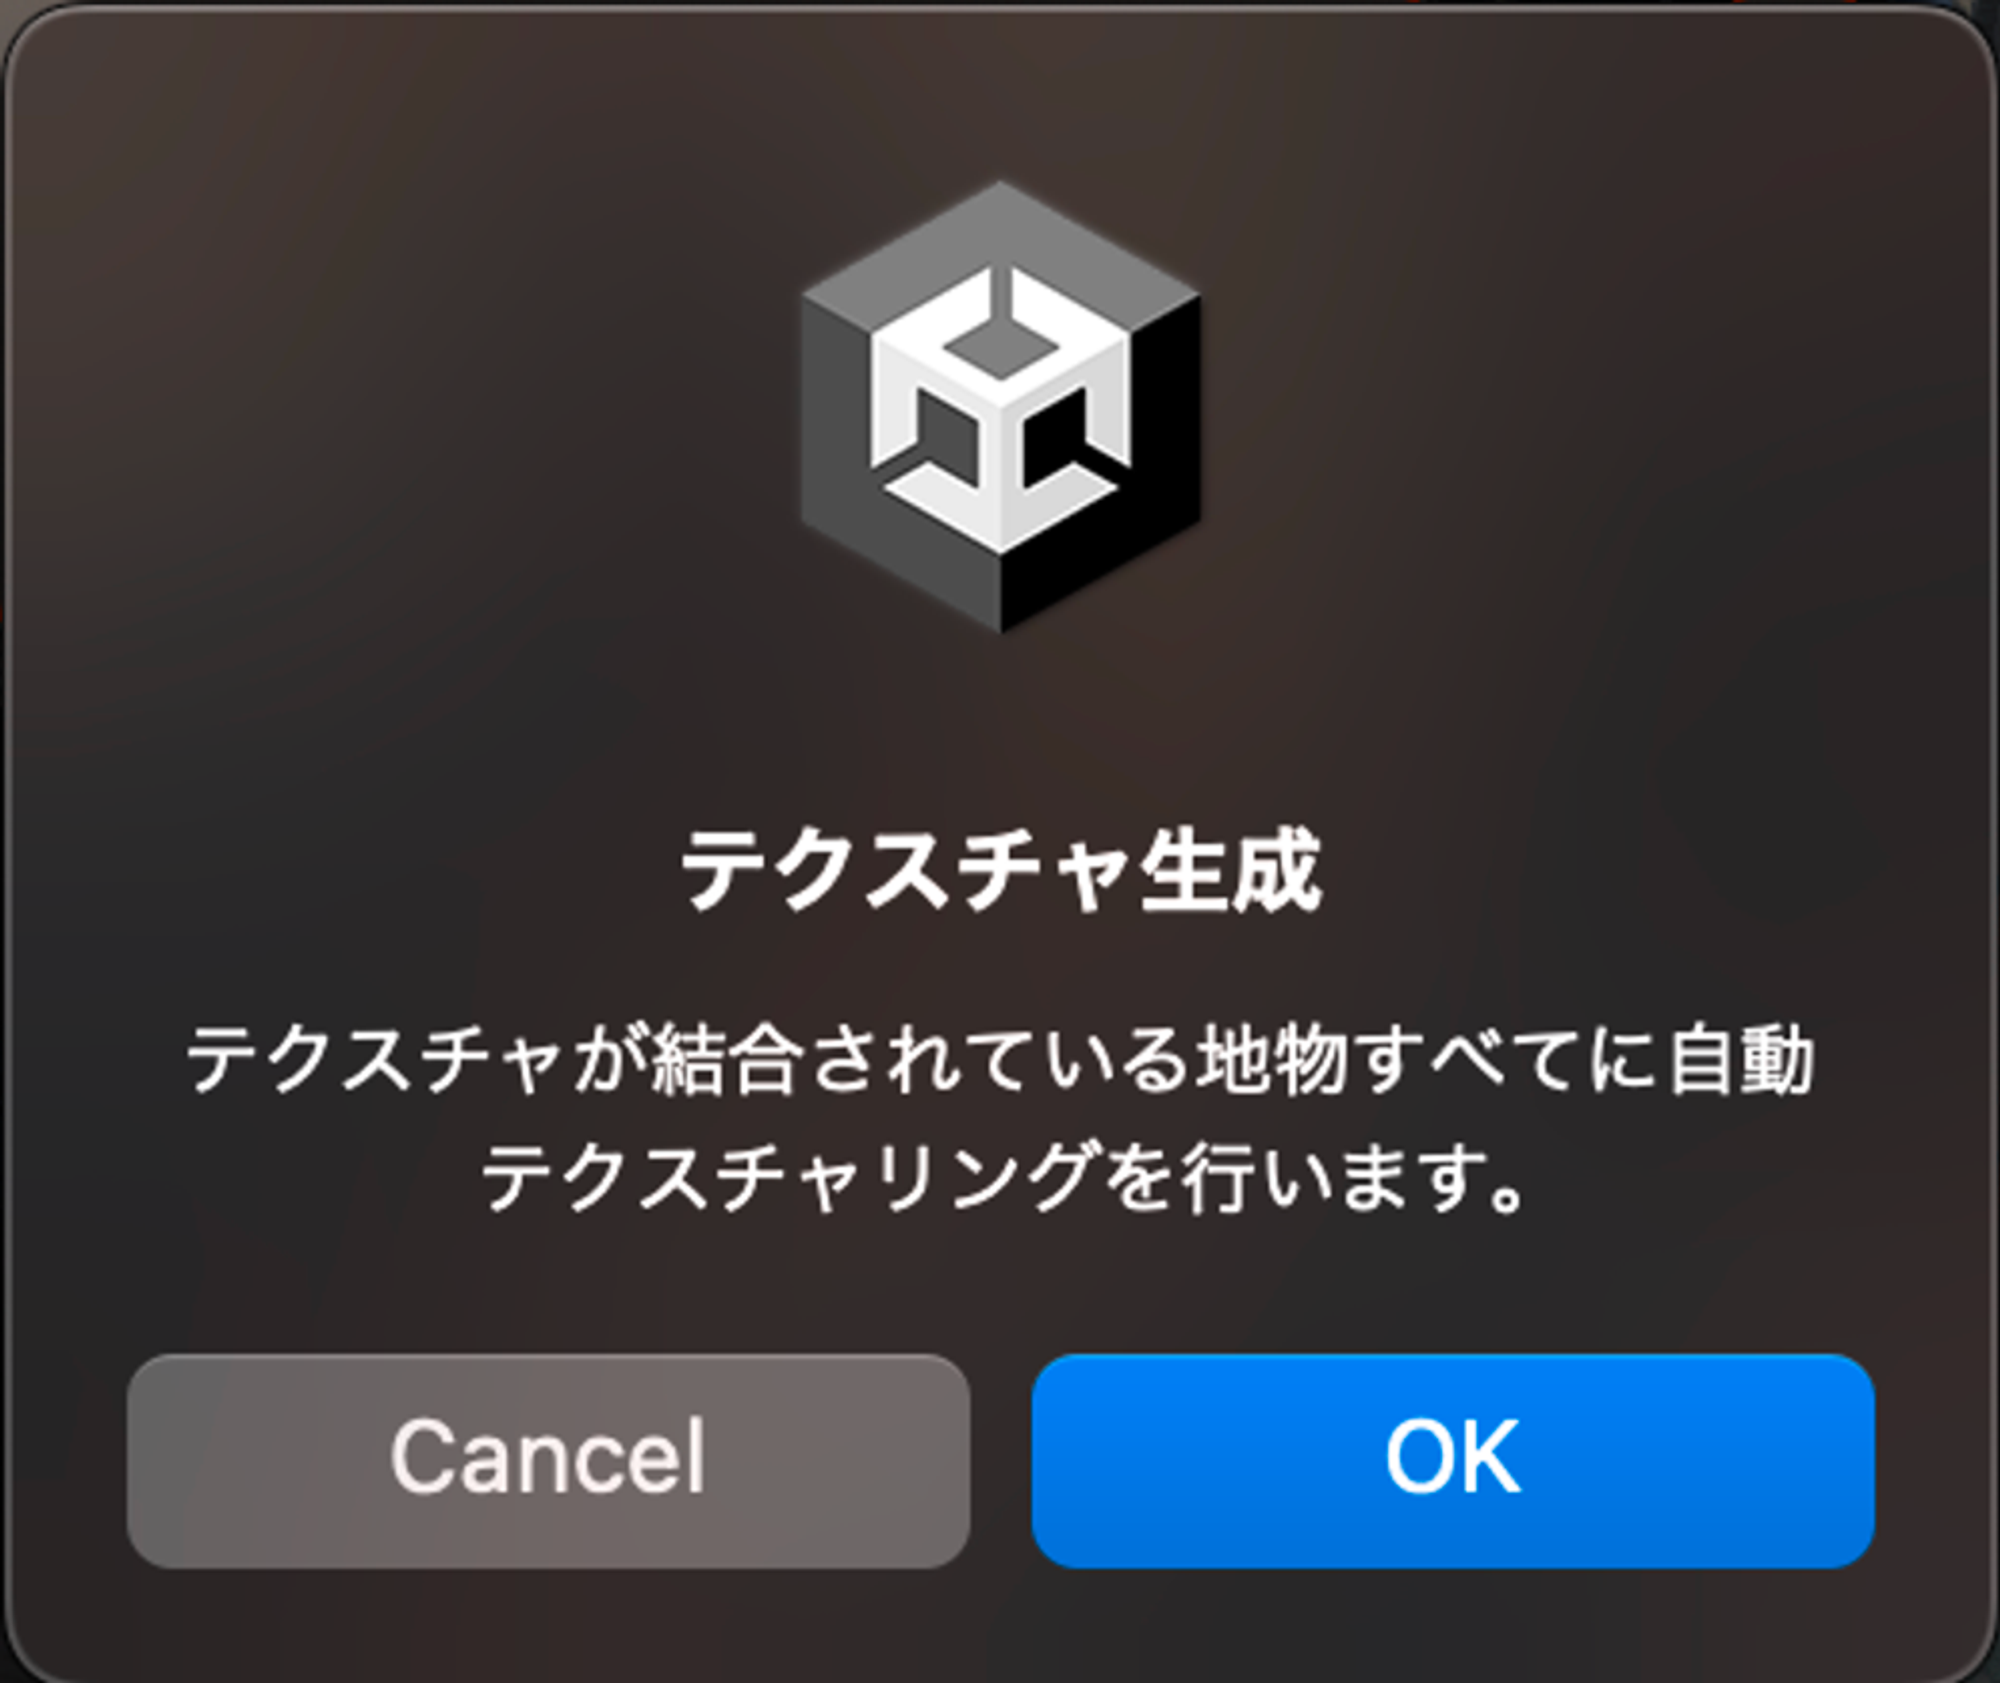 テクスチャ生成
テクスチャが結合されている地物すべてに自動
テクスチャリングを行います。
Cancel
OK